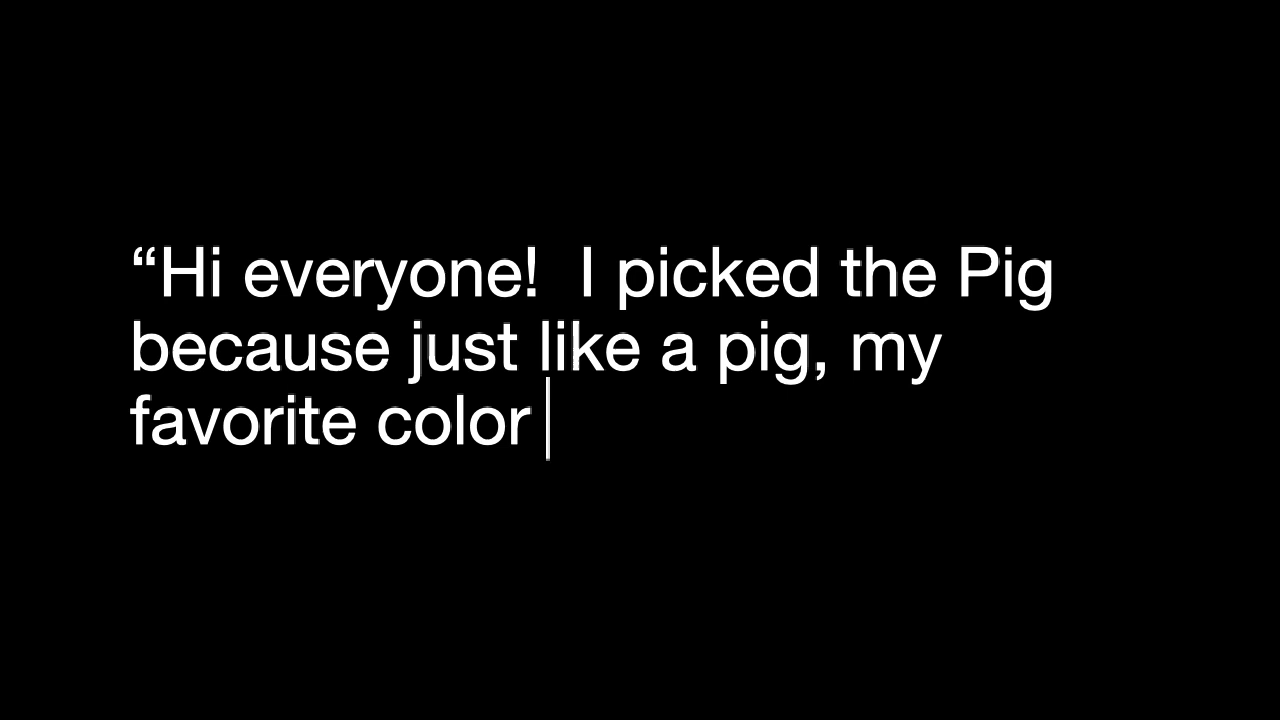 “Hi everyone!  I picked the Pig
because just like a pig, my
favorite color